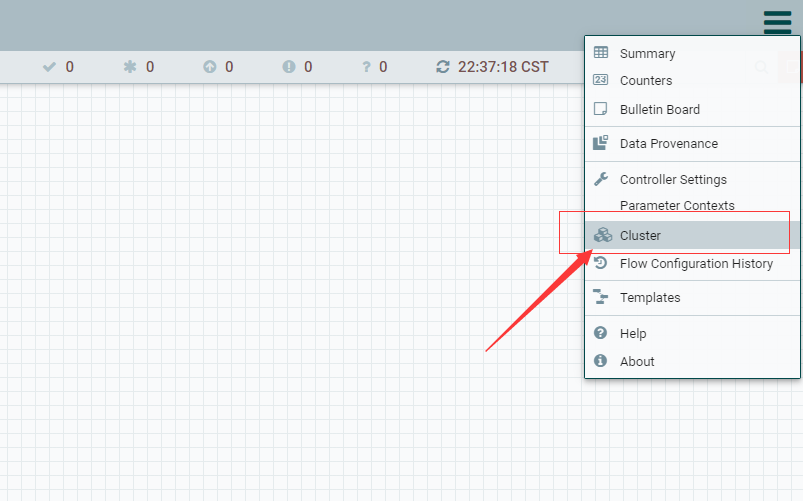 0 0 0 0 ? 0 22:37:18 CST
Summary
23 Counters
Bulletin Board
Data Provenance
Controller Settings
Parameter Contexts
Cluster
Flow Configuration History
Templates
? Help
i About